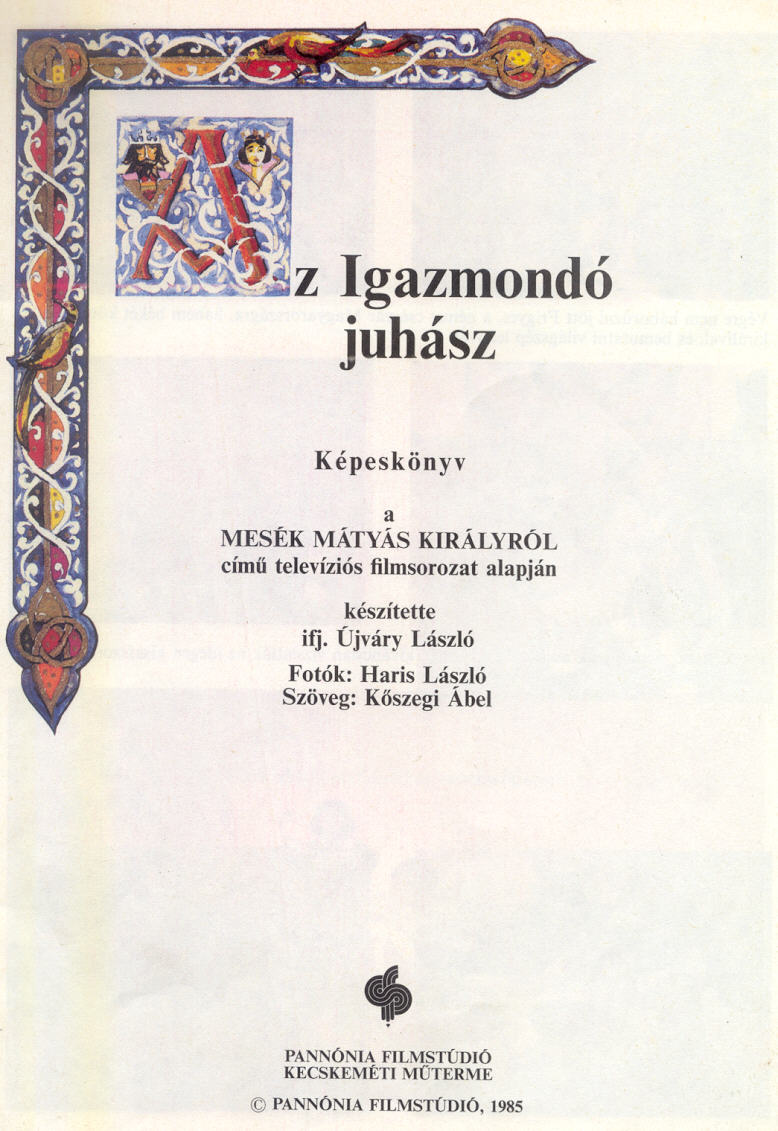 Az Igazmondó
juhász
Képeskönyv
a
MESÉK MÁTYÁS KIRÁLYRÓL
című televíziós filmsorozat alapján
készítette
ifj. Újváry László
Fotók: Haris László
Szöveg: Kőszegi Ábel
PANNÓNIA FILMSTÚDIÓ
KECSKEMÉTI MŰTERME
© PANNÓNIA FILMSTÚDIÓ, 1985